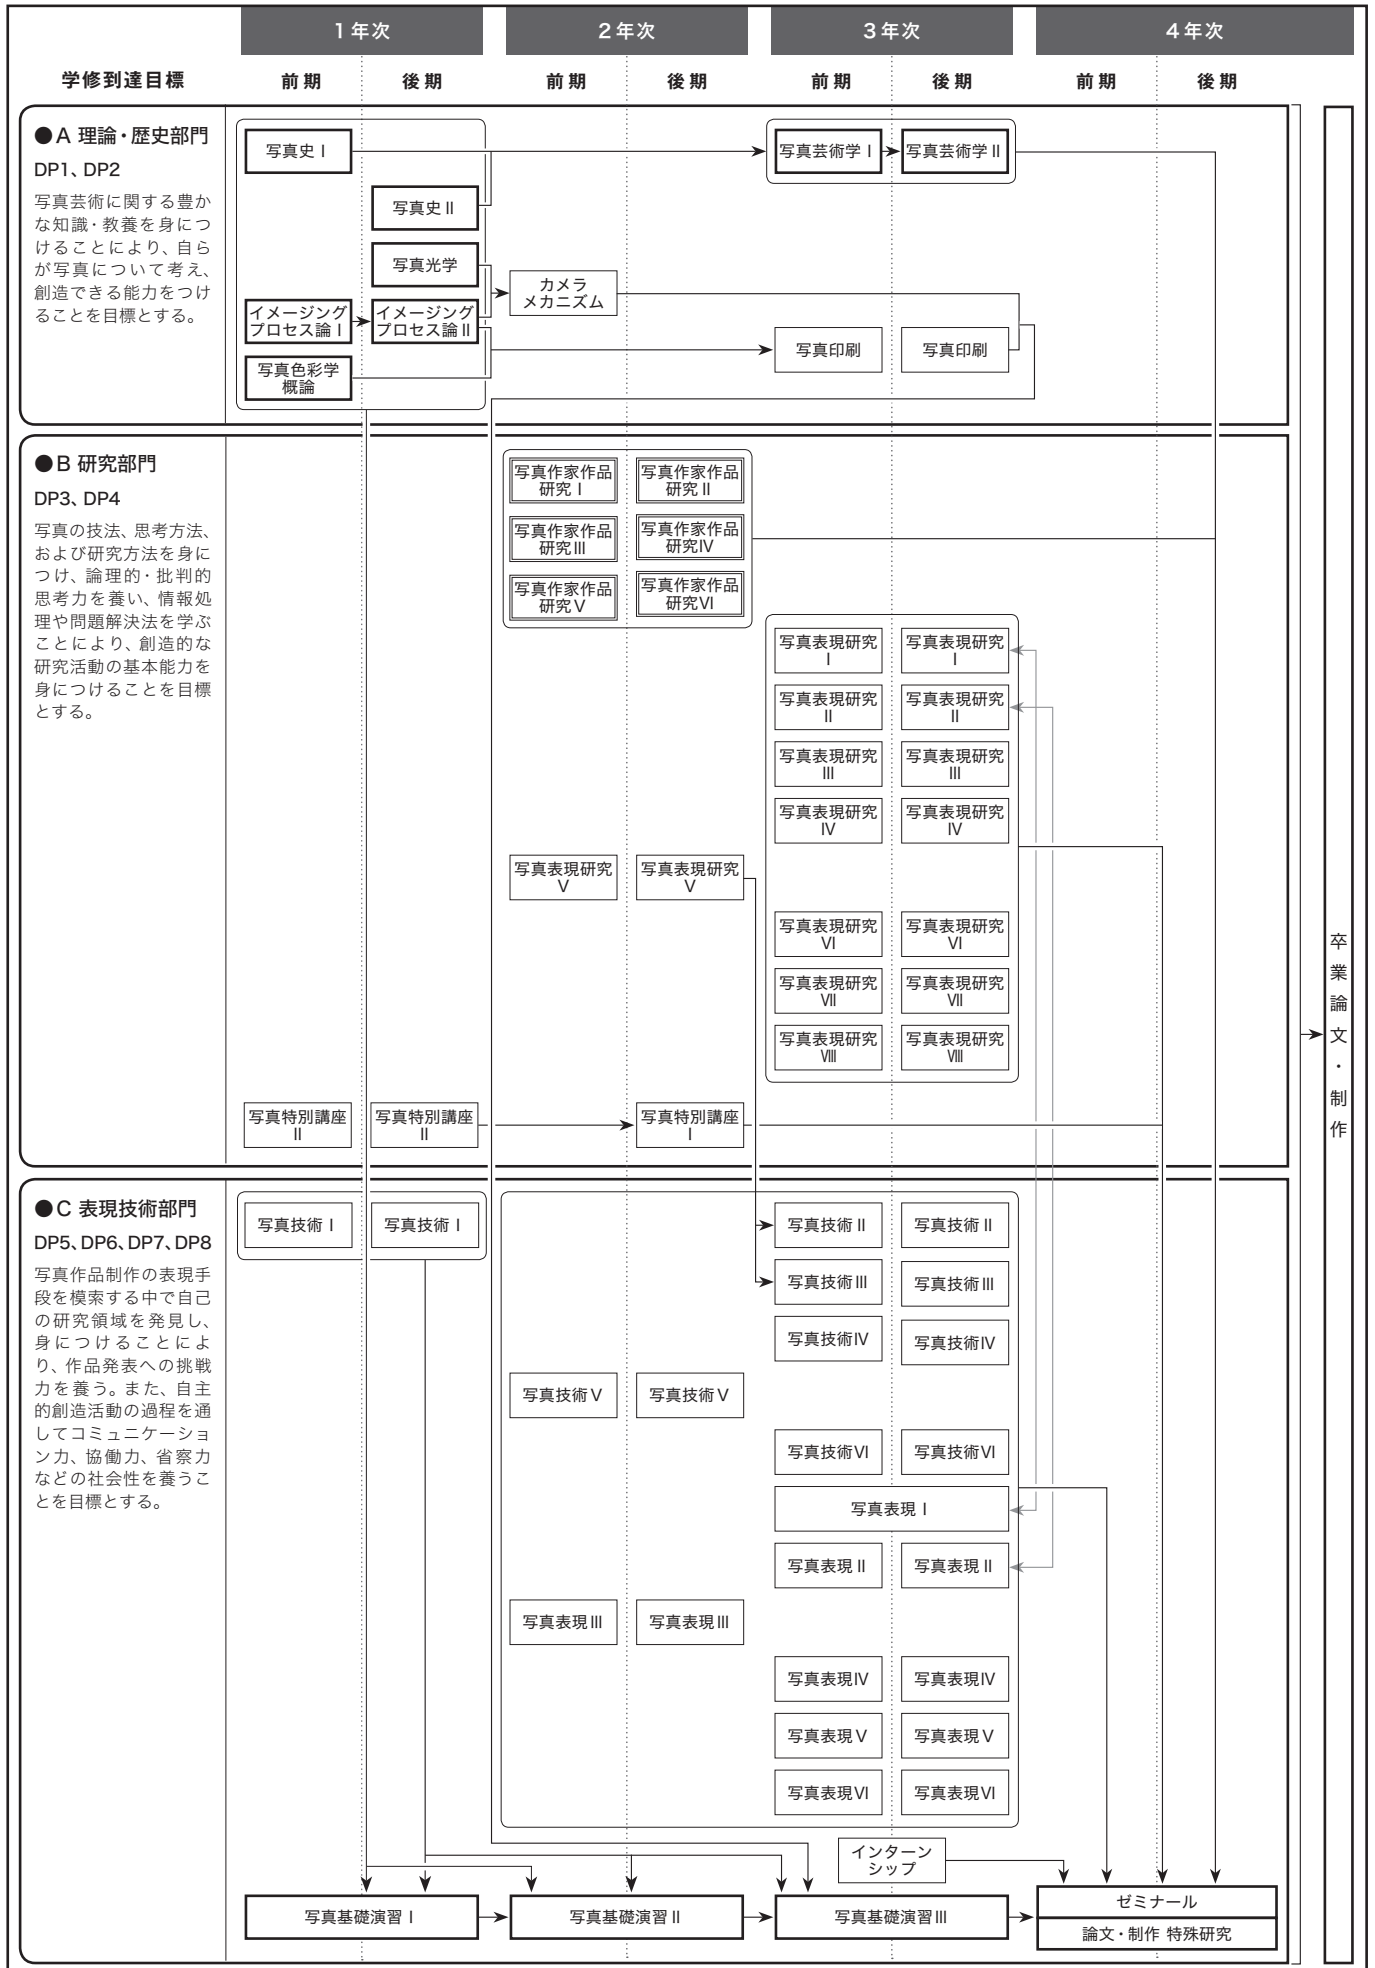 1年次
2年次
3年次
4年次
学修到達目標
前期
後期
前期
後期
前期
後期
前期
後期
●A 理論・歴史部門
DP1、DP2
写真芸術に関する豊か
な知識・教養を身につ
けることにより、自ら
が写真について考え、
創造できる能力をつけ
ることを目標とする。
写真史Ⅰ
写真芸術学Ⅰ
写真芸術学Ⅱ
写真史Ⅱ
写真光学
カメラ
メカニズム
イメージング
プロセス論Ⅰ
イメージング
プロセス論Ⅱ
写真印刷
写真印刷
写真色彩学
概論
●B 研究部門
DP3、DP4
写真の技法、思考方法、
および研究方法を身に
つけ、論理的・批判的
思考力を養い、情報処
理や問題解決法を学ぶ
ことにより、創造的な
研究活動の基本能力を
身につけることを目標
とする。
写真作家作品
研究Ⅰ
写真作家作品
研究Ⅱ
写真作家作品
研究Ⅲ
写真作家作品
研究Ⅳ
写真作家作品
研究Ⅴ
写真作家作品
研究Ⅵ
写真表現研究
Ⅰ
写真表現研究
Ⅰ
写真表現研究
Ⅱ
写真表現研究
Ⅱ
写真表現研究
Ⅲ
写真表現研究
Ⅲ
写真表現研究
Ⅳ
写真表現研究
Ⅳ
写真表現研究
Ⅴ
写真表現研究
Ⅴ
写真表現研究
Ⅵ
写真表現研究
Ⅵ
写真表現研究
Ⅶ
写真表現研究
Ⅶ
写真表現研究
Ⅷ
写真表現研究
Ⅷ
写真特別講座
Ⅱ
写真特別講座
Ⅱ
写真特別講座
Ⅰ
●C 表現技術部門
DP5、DP6、DP7、DP8
写真作品制作の表現手
段を模索する中で自己
の研究領域を発見し、
身につけることによ
り、作品発表への挑戦
力を養う。また、自主
的創造活動の過程を通
してコミュニケーショ
ン力、協働力、省察力
などの社会性を養うこ
とを目標とする。
写真技術Ⅰ
写真技術Ⅰ
写真技術Ⅱ
写真技術Ⅱ
写真技術Ⅲ
写真技術Ⅲ
写真技術Ⅳ
写真技術Ⅳ
写真技術Ⅴ
写真技術Ⅴ
写真技術Ⅵ
写真技術Ⅵ
写真表現Ⅰ
写真表現Ⅱ
写真表現Ⅱ
写真表現Ⅲ
写真表現Ⅲ
写真表現Ⅳ
写真表現Ⅳ
写真表現Ⅴ
写真表現Ⅴ
写真表現Ⅵ
写真表現Ⅵ
インターン
シップ
写真基礎演習Ⅰ
写真基礎演習Ⅱ
写真基礎演習Ⅲ
ゼミナール
論文・制作 特殊研究
卒業論文・制作